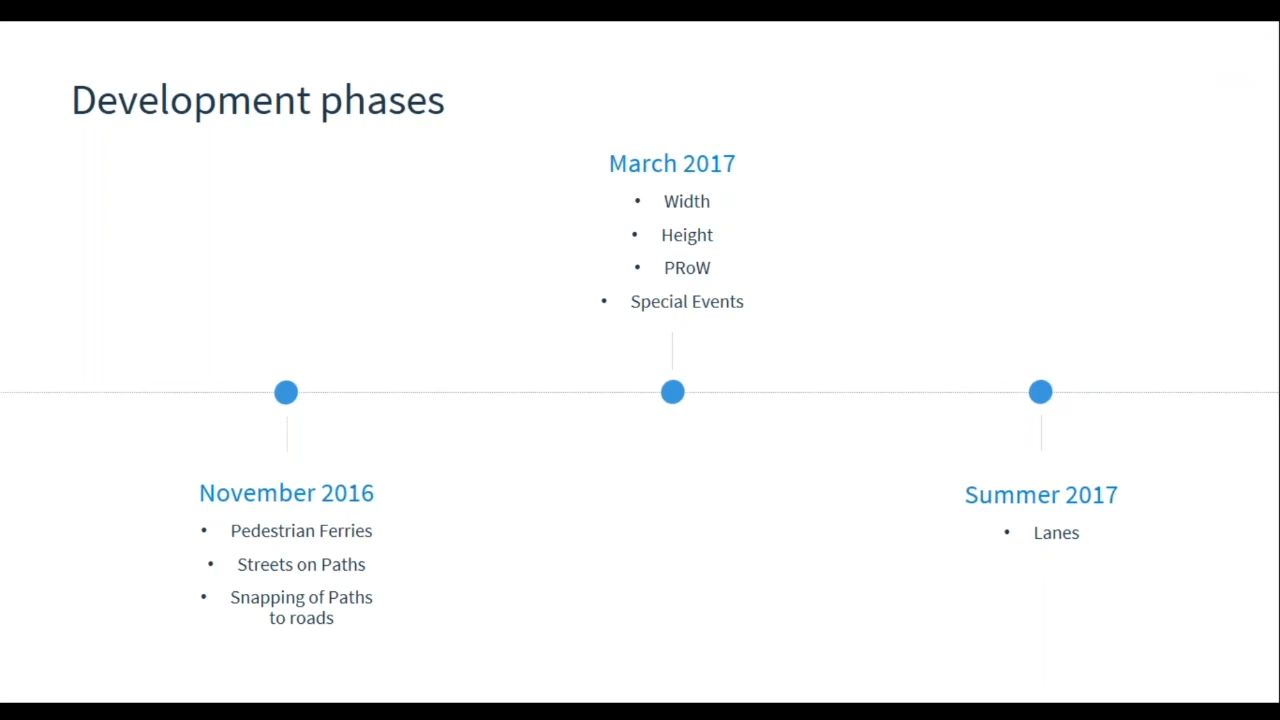 Development phases
March 2017
• Width
• Height
• PRoW
• Special Events
November 2016
• Pedestrian Ferries
• Streets on Paths
• Snapping of Paths
to roads
Summer 2017
• Lanes